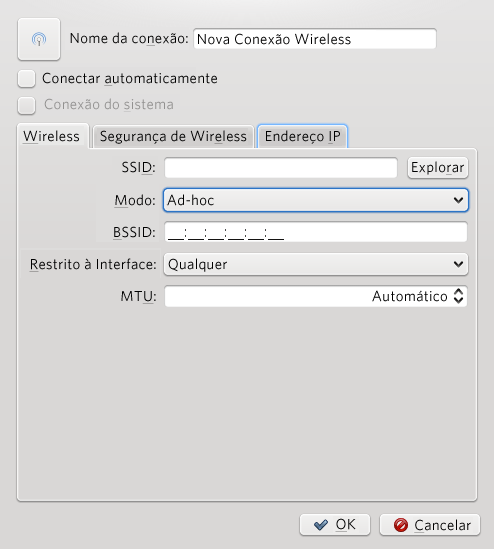 Nome da conexão: Nova Conexão Wireless
Conectar automaticamente
Conexão do sistema
Wireless Segurança de Wireless Endereço IP
SSID: Explorar
Modo: Ad-hoc
BSSID: __:__:__:__:__:__
Restrito à Interface: Qualquer
MTU: Automático
OK Cancelar